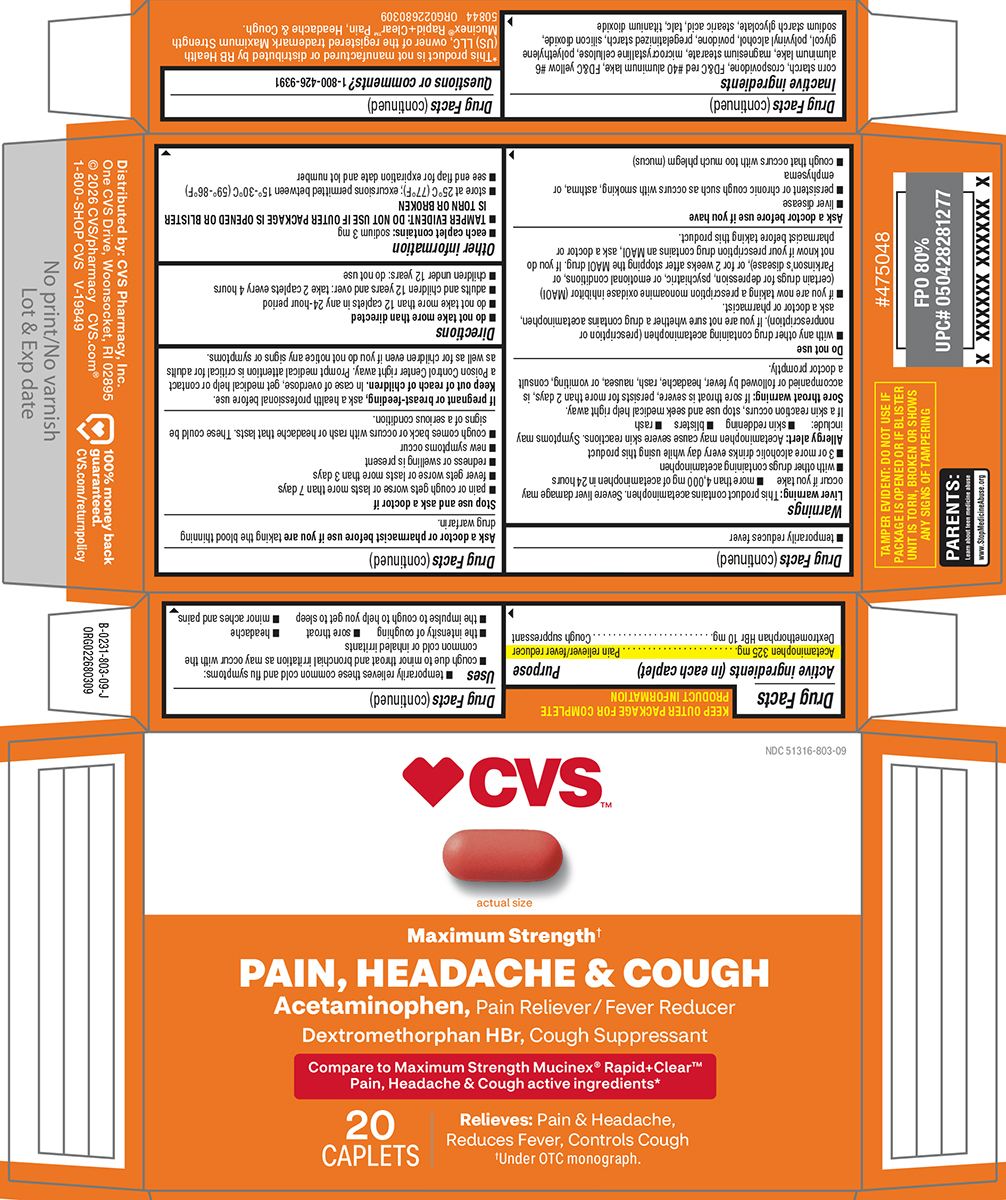 NDC 51316-803-09
CVS™
actual size
Maximum Strength†
PAIN, HEADACHE & COUGH
Acetaminophen, Pain Reliever / Fever Reducer
Dextromethorphan HBr, Cough Suppressant
Compare to Maximum Strength Mucinex® Rapid+Clear™
Pain, Headache & Cough active ingredients*
20
CAPLETS
Relieves: Pain & Headache,
Reduces Fever, Controls Cough
†Under OTC monograph.
KEEP OUTER PACKAGE FOR COMPLETE
PRODUCT INFORMATION
Drug Facts
Active ingredients (in each caplet) Purpose
Acetaminophen 325 mg. . . . . . . . . . . . . . . . . . . . . Pain reliever/fever reducer
Dextromethorphan HBr 10 mg. . . . . . . . . . . . . . . . . . . . . . . . Cough suppressant
Drug Facts (continued)
Uses ■ temporarily relieves these common cold and flu symptoms:
■ cough due to minor throat and bronchial irritation as may occur with the
common cold or inhaled irritants
■ the intensity of coughing ■ sore throat ■ headache
■ the impulse to cough to help you get to sleep ■ minor aches and pains
B-0231-803-09-J
ORG022680309
Drug Facts (continued)
■ temporarily reduces fever
Warnings
Liver warning: This product contains acetaminophen. Severe liver damage may
occur if you take ■ more than 4,000 mg of acetaminophen in 24 hours
■ with other drugs containing acetaminophen
■ 3 or more alcoholic drinks every day while using this product
Allergy alert: Acetaminophen may cause severe skin reactions. Symptoms may
include: ■ skin reddening ■ blisters ■ rash
If a skin reaction occurs, stop use and seek medical help right away.
Sore throat warning: If sore throat is severe, persists for more than 2 days, is
accompanied or followed by fever, headache, rash, nausea, or vomiting, consult
a doctor promptly.
Do not use
■ with any other drug containing acetaminophen (prescription or
nonprescription). If you are not sure whether a drug contains acetaminophen,
ask a doctor or pharmacist.
■ if you are now taking a prescription monoamine oxidase inhibitor (MAOI)
(certain drugs for depression, psychiatric, or emotional conditions, or
Parkinson's disease), or for 2 weeks after stopping the MAOI drug. If you do
not know if your prescription drug contains an MAOI, ask a doctor or
pharmacist before taking this product.
Ask a doctor before use if you have
■ liver disease
■ persistent or chronic cough such as occurs with smoking, asthma, or
emphysema
■ cough that occurs with too much phlegm (mucus)
Drug Facts (continued)
Ask a doctor or pharmacist before use if you are taking the blood thinning
drug warfarin.
Stop use and ask a doctor if
■ pain or cough gets worse or lasts more than 7 days
■ fever gets worse or lasts more than 3 days
■ redness or swelling is present
■ new symptoms occur
■ cough comes back or occurs with rash or headache that lasts. These could be
signs of a serious condition.
If pregnant or breast-feeding, ask a health professional before use.
Keep out of reach of children. In case of overdose, get medical help or contact
a Poison Control Center right away. Prompt medical attention is critical for adults
as well as for children even if you do not notice any signs or symptoms.
Directions
■ do not take more than directed
■ do not take more than 12 caplets in any 24-hour period
■ adults and children 12 years and over: take 2 caplets every 4 hours
■ children under 12 years: do not use
Other information
■ each caplet contains: sodium 3 mg
■ TAMPER EVIDENT: DO NOT USE IF OUTER PACKAGE IS OPENED OR BLISTER
IS TORN OR BROKEN
■ store at 25°C (77°F); excursions permitted between 15°-30°C (59°-86°F)
■ see end flap for expiration date and lot number
Drug Facts (continued)
Inactive ingredients
corn starch, crospovidone, FD&C red #40 aluminum lake, FD&C yellow #6
aluminum lake, magnesium stearate, microcrystalline cellulose, polyethylene
glycol, polyvinyl alcohol, povidone, pregelatinized starch, silicon dioxide,
sodium starch glycolate, stearic acid, talc, titanium dioxide
Drug Facts (continued)
Questions or comments? 1-800-426-9391
*This product is not manufactured or distributed by RB Health
(US) LLC, owner of the registered trademark Maximum Strength
Mucinex® Rapid+Clear™ Pain, Headache & Cough.
50844 ORG022680309
TAMPER EVIDENT: DO NOT USE IF
PACKAGE IS OPENED OR IF BLISTER
UNIT IS TORN, BROKEN OR SHOWS
ANY SIGNS OF TAMPERING
PARENTS:
Learn about teen medicine abuse
www.StopMedicineAbuse.org
#475048
FPO 80%
UPC# 050428281277
X XXXXX XXXXXX X
100% money back
guaranteed.
CVS.com/returnpolicy
Distributed by: CVS Pharmacy, Inc.
One CVS Drive, Woonsocket, RI 02895
© 2026 CVS/pharmacy CVS.com®
1-800-SHOP CVS V-19849
No print/No varnish
Lot & Exp date